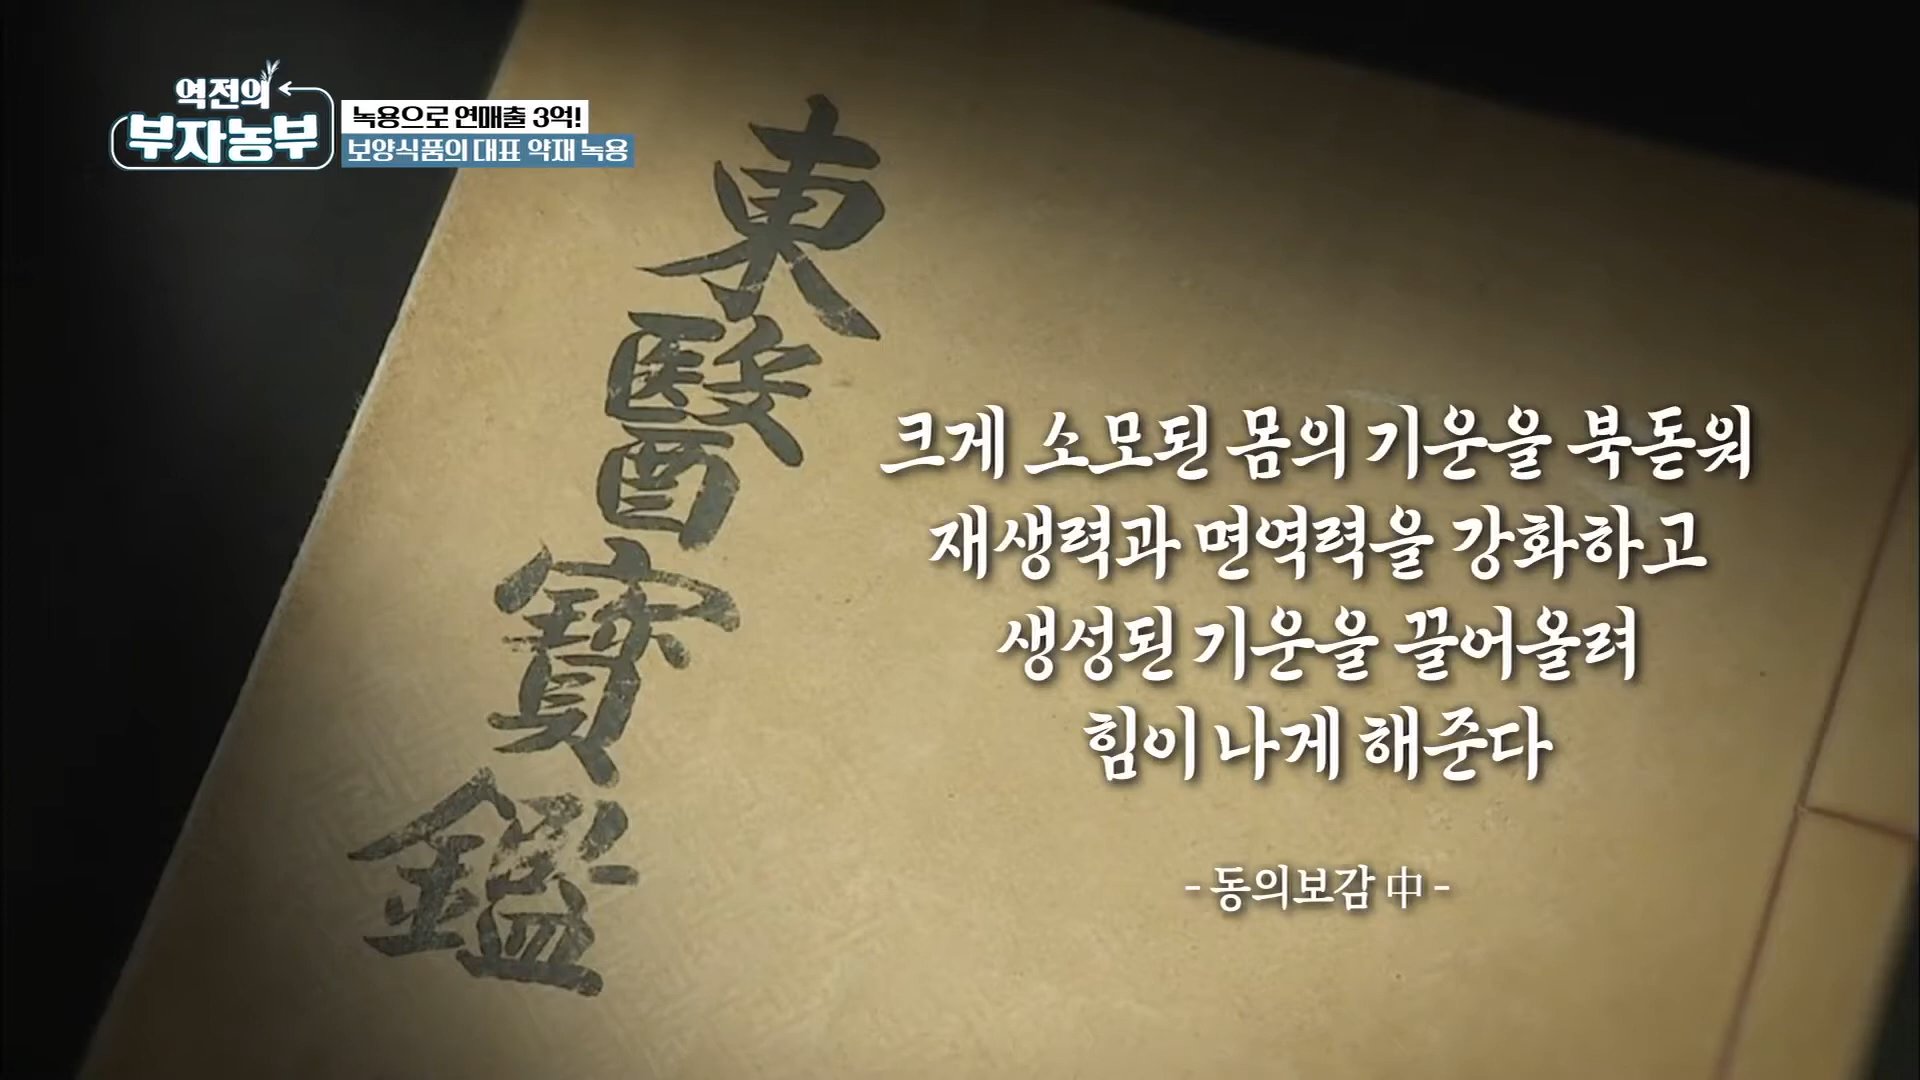 역전의
부자농부
녹용으로 연매출 3억!
보양식품의 대표 약재 녹용
東醫寶鑑
크게 소모된 몸의 기운을 북돋워
재생력과 면역력을 강화하고
생성된 기운을 끌어올려
힘이 나게 해준다
- 동의보감 中 -